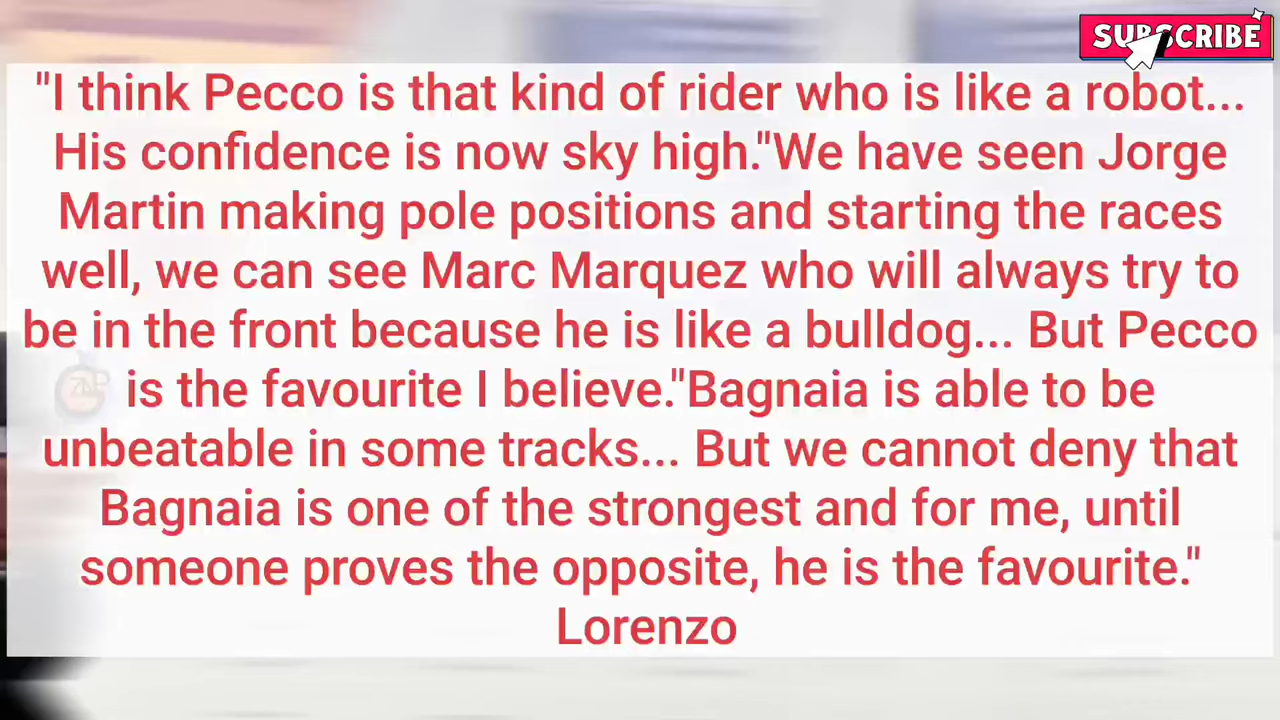 SUBSCRIBE
"I think Pecco is that kind of rider who is like a robot...
His confidence is now sky high."We have seen Jorge
Martin making pole positions and starting the races
well, we can see Marc Marquez who will always try to
be in the front because he is like a bulldog... But Pecco
is the favourite I believe."Bagnaia is able to be
unbeatable in some tracks... But we cannot deny that
Bagnaia is one of the strongest and for me, until
someone proves the opposite, he is the favourite."
Lorenzo